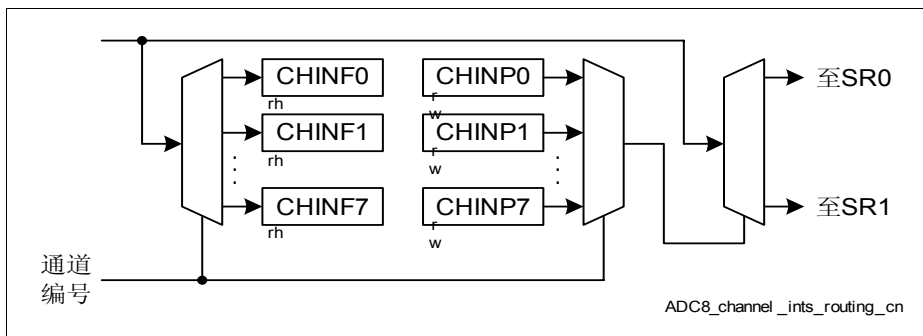 CHINF0
rh
CHINP0
r
w
至SR0
CHINF1
rh
CHINP1
r
w
CHINF7
rh
CHINP7
r
w
至SR1
通道
编号
ADC8_channel _ints_routing_cn